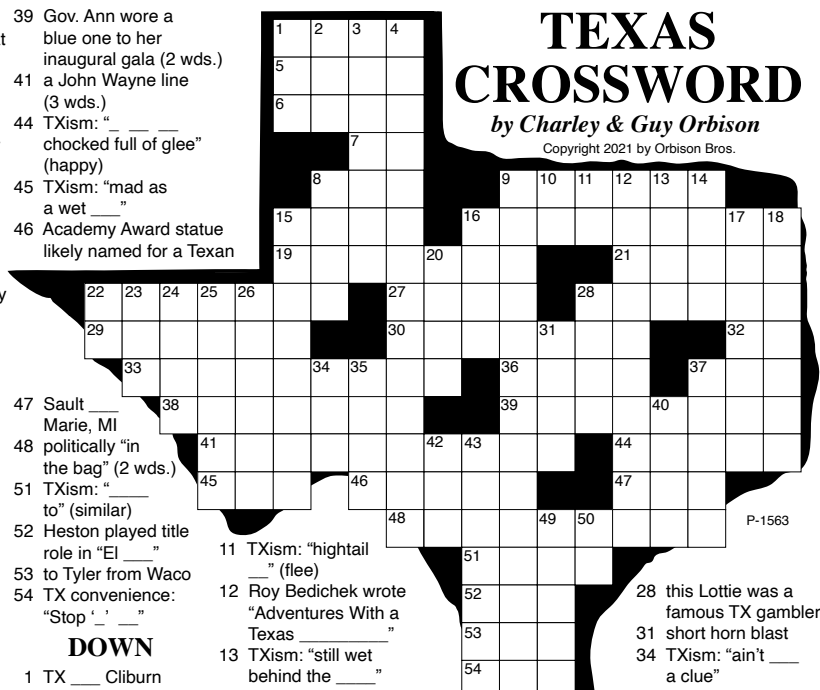 39 Gov. Ann wore a
blue one to her
inaugural gala (2 wds.)
41 a John Wayne line
(3 wds.)
44 TXism: “_ __ __
chocked full of glee”
(happy)
45 TXism: “mad as
a wet ___”
46 Academy Award statue
likely named for a Texan
47 Sault ___
Marie, MI
48 politically “in
the bag” (2 wds.)
51 TXism: “____
to” (similar)
52 Heston played title
role in “El ___”
53 to Tyler from Waco
54 TX convenience:
“Stop ‘_’ __”
DOWN
1 TX ___ Cliburn
11 TXism: “hightail
__” (flee)
12 Roy Bedichek wrote
“Adventures With a
Texas _________”
13 TXism: “still wet
behind the ____”
28 this Lottie was a
famous TX gambler
31 short horn blast
34 TXism: “ain’t ___
a clue”
TEXAS
CROSSWORD
by Charley & Guy Orbison
Copyright 2021 by Orbison Bros.
1 2 3 4
5
6
7
8 9 10 11 12 13 14
15 16 17 18
19 20 21
22 23 24 25 26 27 28
29 30 31 32
33 34 35 36 37
38 39 40
41 42 43 44
45 46 47
48 49 50
P-1563
51
52
53
54